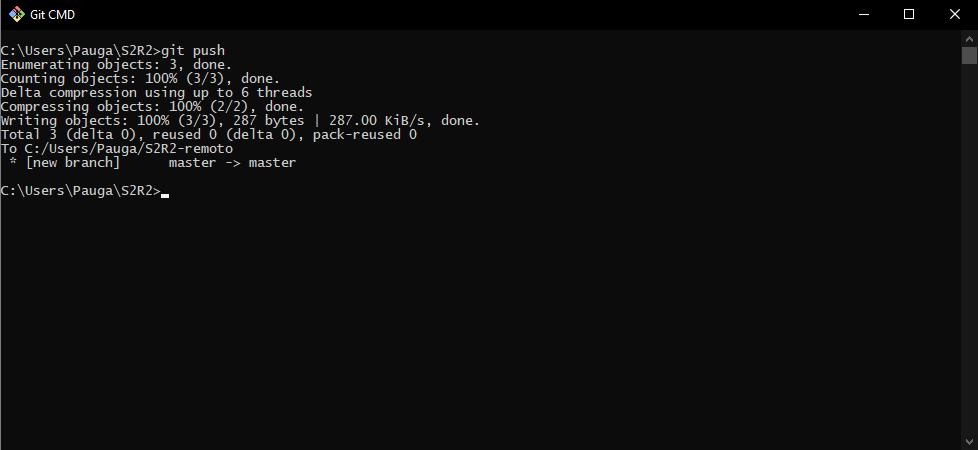 Git CMD
C:\Users\Pauga\S2R2>git push
Enumerating objects: 3, done.
Counting objects: 100% (3/3), done.
Delta compression using up to 6 threads
Compressing objects: 100% (2/2), done.
Writing objects: 100% (3/3), 287 bytes | 287.00 KiB/s, done.
Total 3 (delta 0), reused 0 (delta 0), pack-reused 0
To C:/Users/Pauga/S2R2-remoto
 * [new branch]      master -> master
C:\Users\Pauga\S2R2>